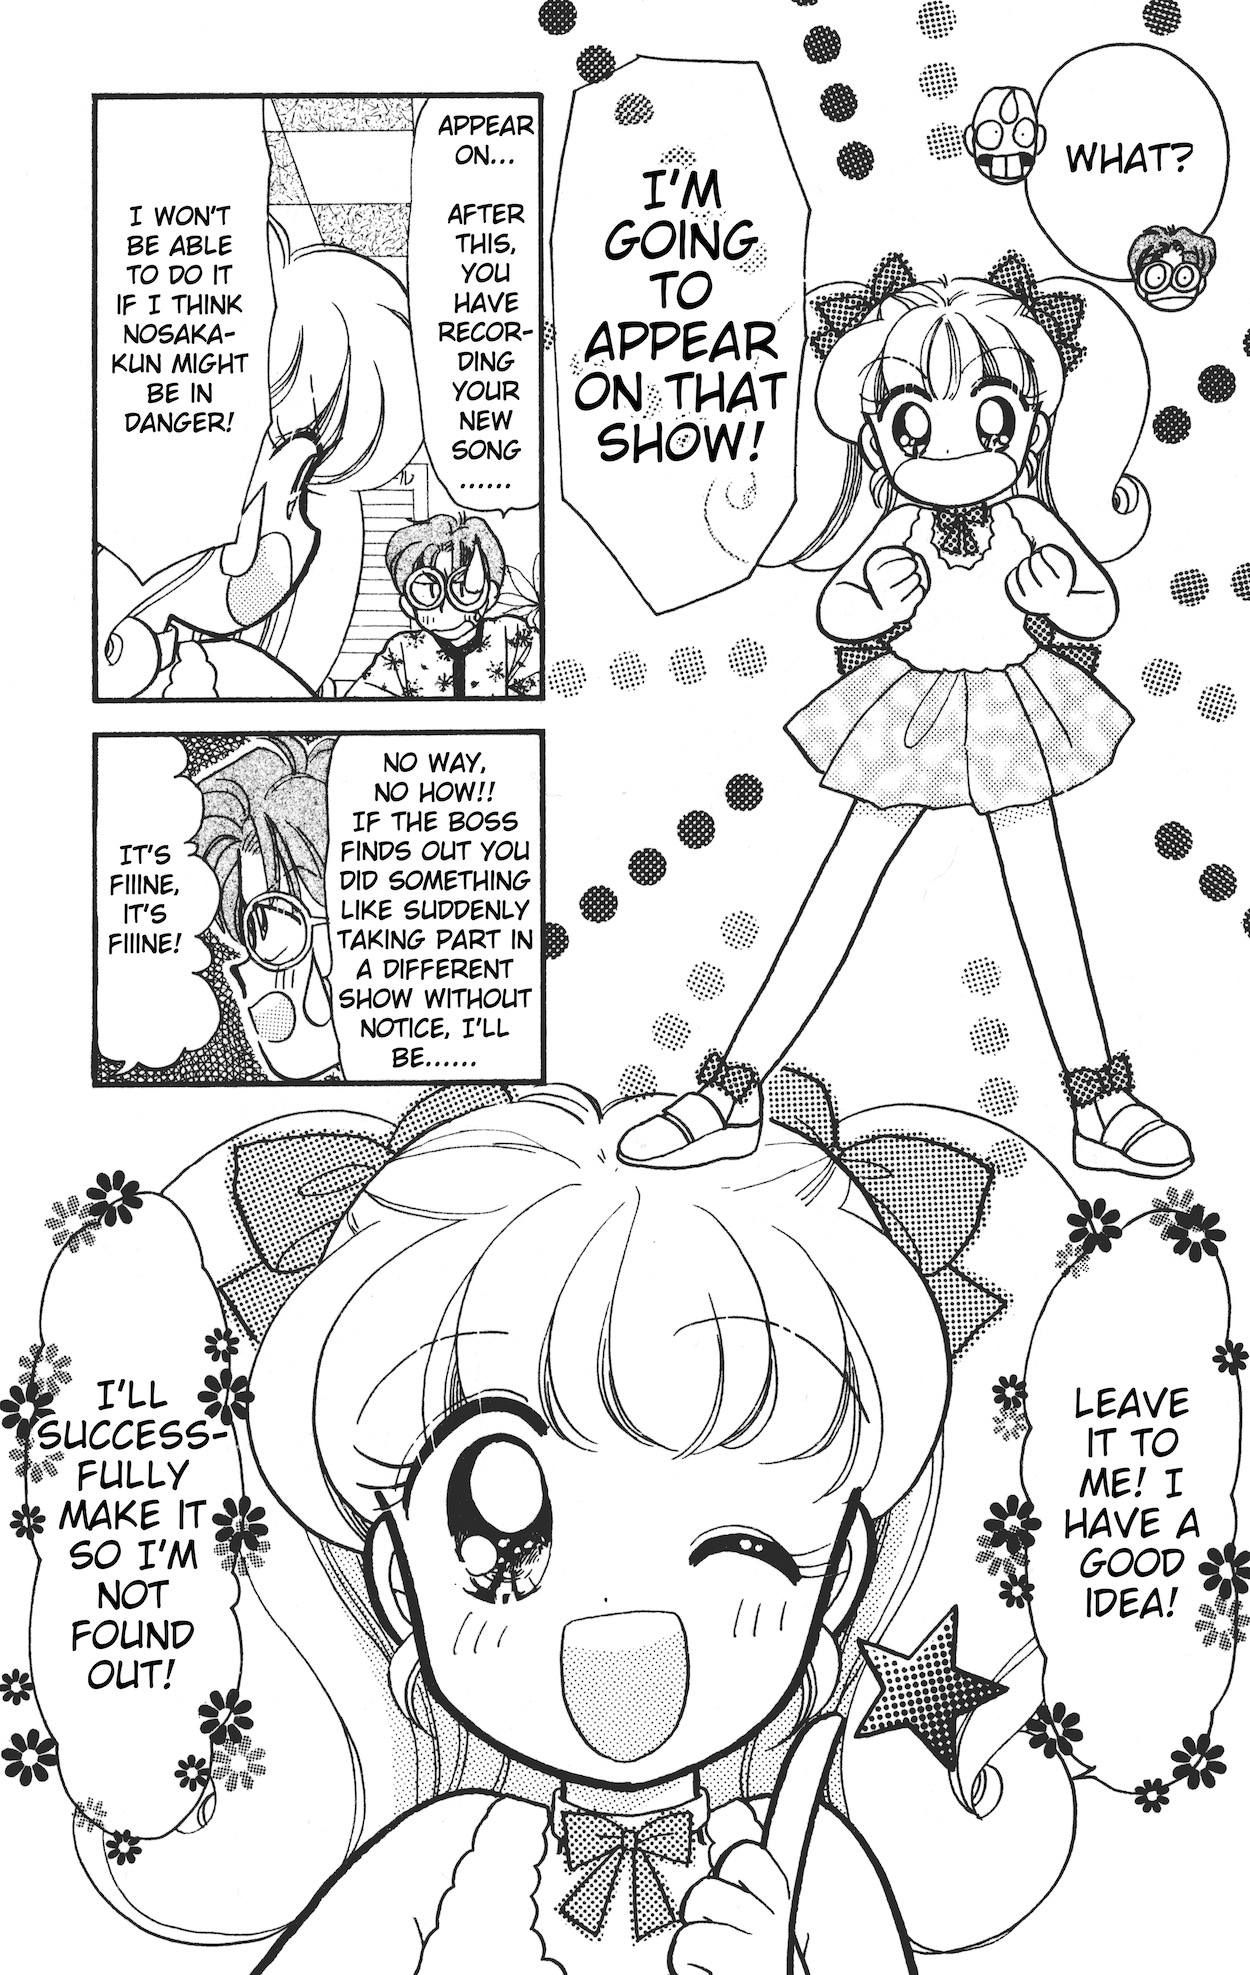 WHAT?
I'M
GOING
TO
APPEAR
ON THAT
SHOW!
APPEAR
ON...
AFTER
THIS,
YOU
HAVE
RECOR-
DING
YOUR
NEW
SONG
......
I WON'T
BE ABLE
TO DO IT
IF I THINK
NOSAKA-
KUN MIGHT
BE IN
DANGER!
ル
NO WAY,
NO HOW!!
IF THE BOSS
FINDS OUT YOU
DID SOMETHING
LIKE SUDDENLY
TAKING PART IN
A DIFFERENT
SHOW WITHOUT
NOTICE, I'LL
BE......
IT'S
FIIINE,
IT'S
FIIINE!
LEAVE
IT TO
ME! I
HAVE A
GOOD
IDEA!
I'LL
SUCCESS-
FULLY
MAKE IT
SO I'M
NOT
FOUND
OUT!